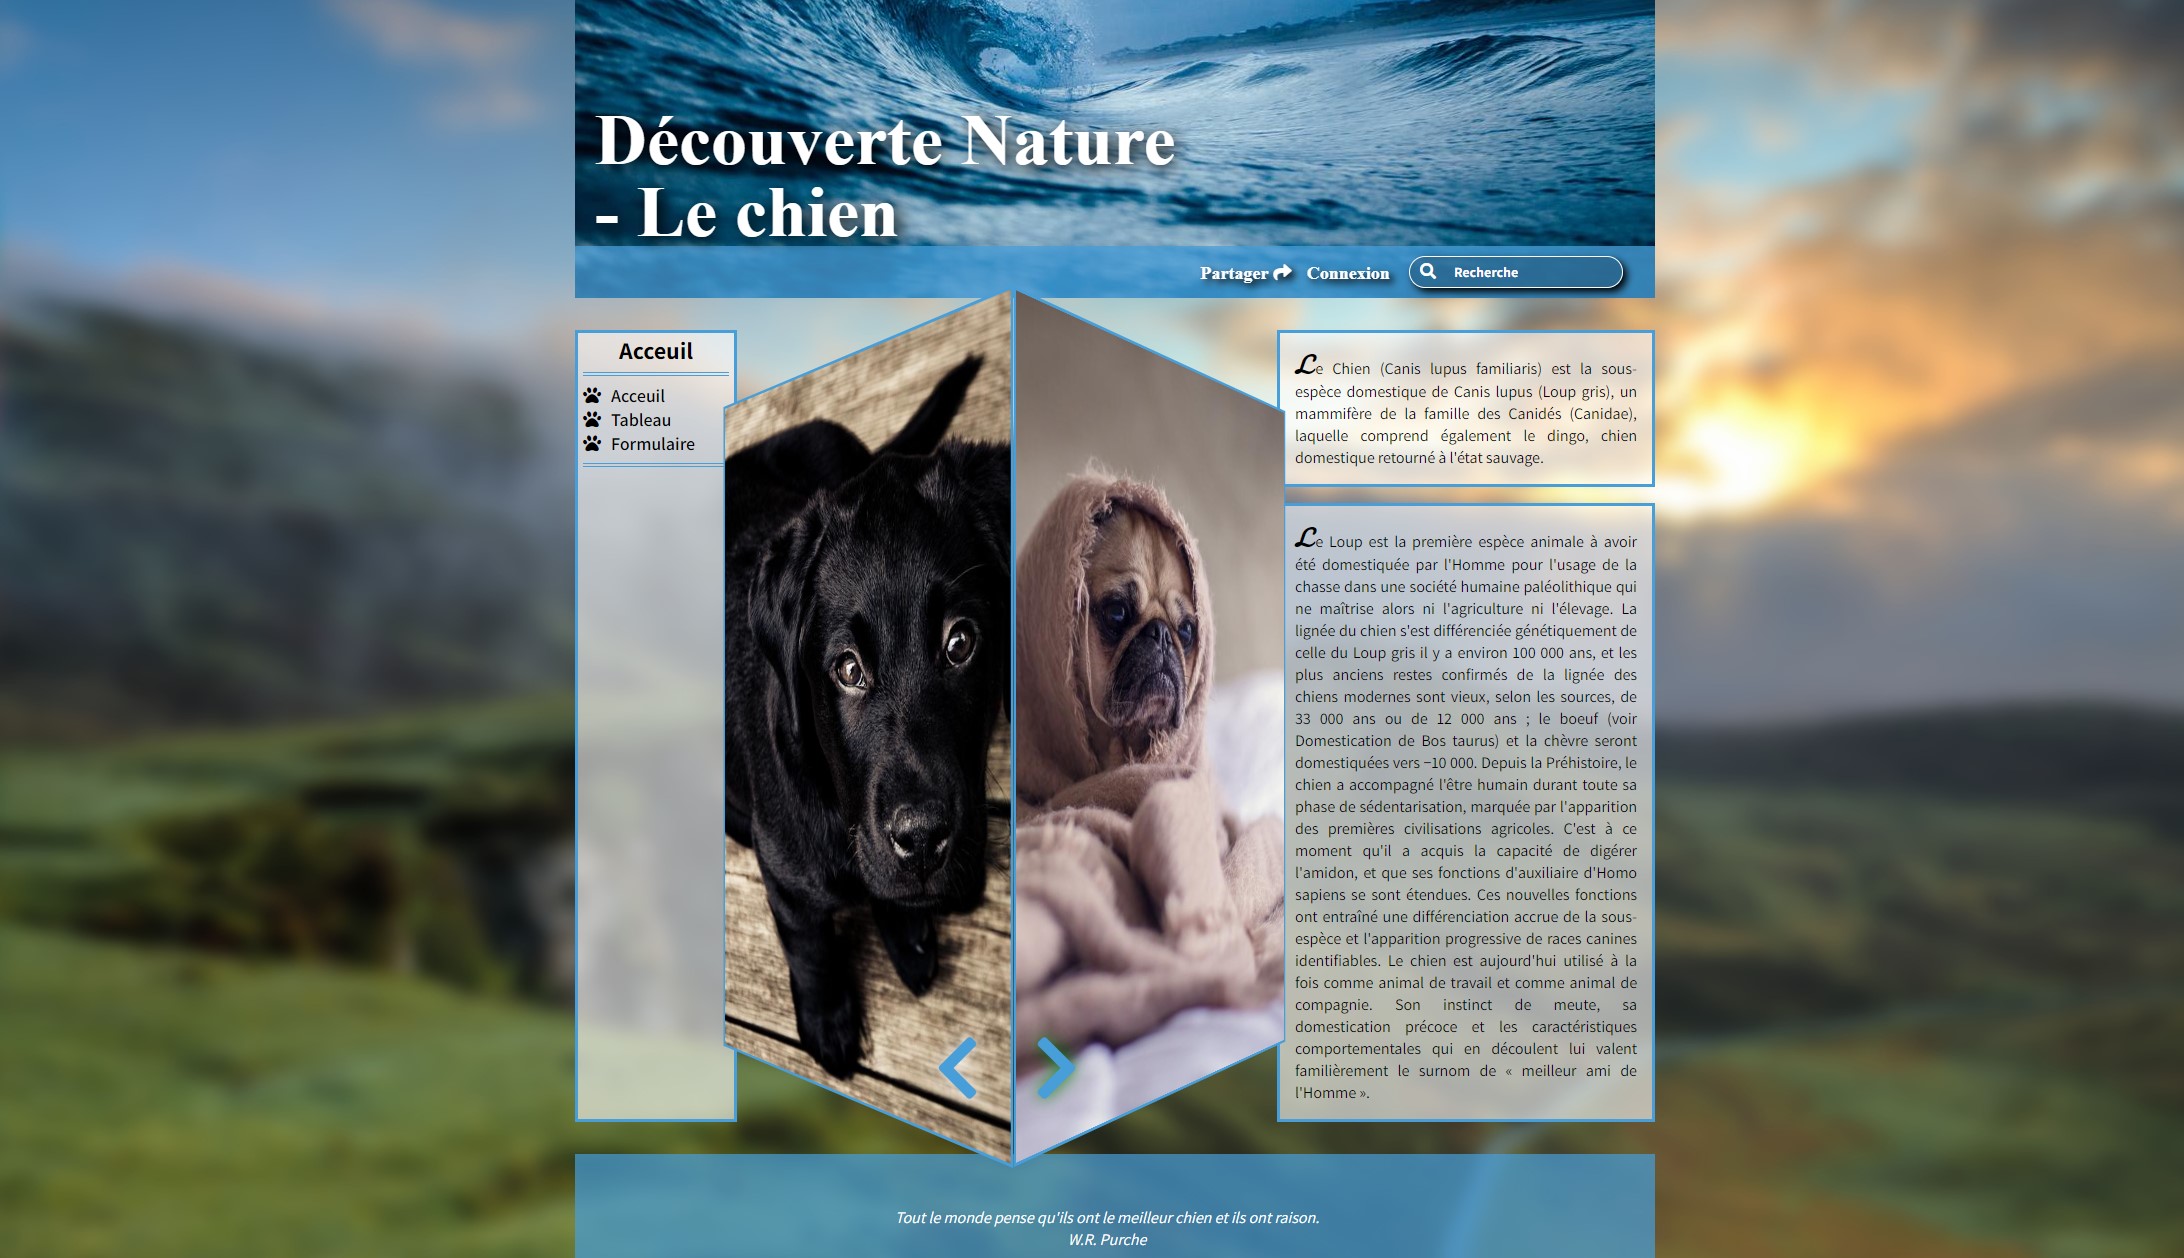 Découverte Nature
- Le chien
Partager Connexion Recherche
Acceuil
Acceuil
Tableau
Formulaire
Le Chien (Canis lupus familiaris) est la sous-
espèce domestique de Canis lupus (Loup gris), un
mammifère de la famille des Canidés (Canidae),
laquelle comprend également le dingo, chien
domestique retourné à l'état sauvage.
Le Loup est la première espèce animale à avoir
été domestiquée par l'Homme pour l'usage de la
chasse dans une société humaine paléolithique qui
ne maîtrise alors ni l'agriculture ni l'élevage. La
lignée du chien s'est différenciée génétiquement de
celle du Loup gris il y a environ 100 000 ans, et les
plus anciens restes confirmés de la lignée des
chiens modernes sont vieux, selon les sources, de
33 000 ans ou de 12 000 ans ; le boeuf (voir
Domestication de Bos taurus) et la chèvre seront
domestiquées vers −10 000. Depuis la Préhistoire, le
chien a accompagné l'être humain durant toute sa
phase de sédentarisation, marquée par l'apparition
des premières civilisations agricoles. C'est à ce
moment qu'il a acquis la capacité de digérer
l'amidon, et que ses fonctions d'auxiliaire d'Homo
sapiens se sont étendues. Ces nouvelles fonctions
ont entraîné une différenciation accrue de la sous-
espèce et l'apparition progressive de races canines
identifiables. Le chien est aujourd'hui utilisé à la
fois comme animal de travail et comme animal de
compagnie. Son instinct de meute, sa
domestication précoce et les caractéristiques
comportementales qui en découlent lui valent
familièrement le surnom de « meilleur ami de
l'Homme ».
Tout le monde pense qu'ils ont le meilleur chien et ils ont raison.
W.R. Purche